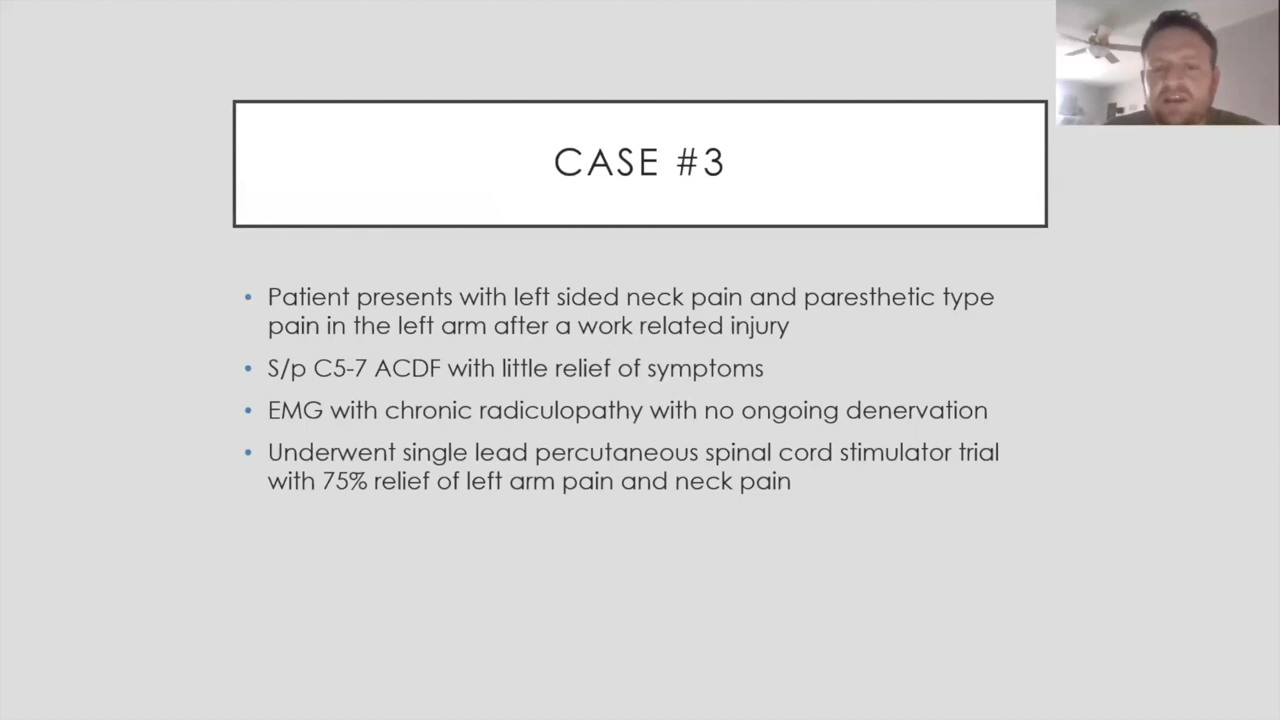 CASE #3
• Patient presents with left sided neck pain and paresthetic type
pain in the left arm after a work related injury
• S/p C5-7 ACDF with little relief of symptoms
• EMG with chronic radiculopathy with no ongoing denervation
• Underwent single lead percutaneous spinal cord stimulator trial
with 75% relief of left arm pain and neck pain